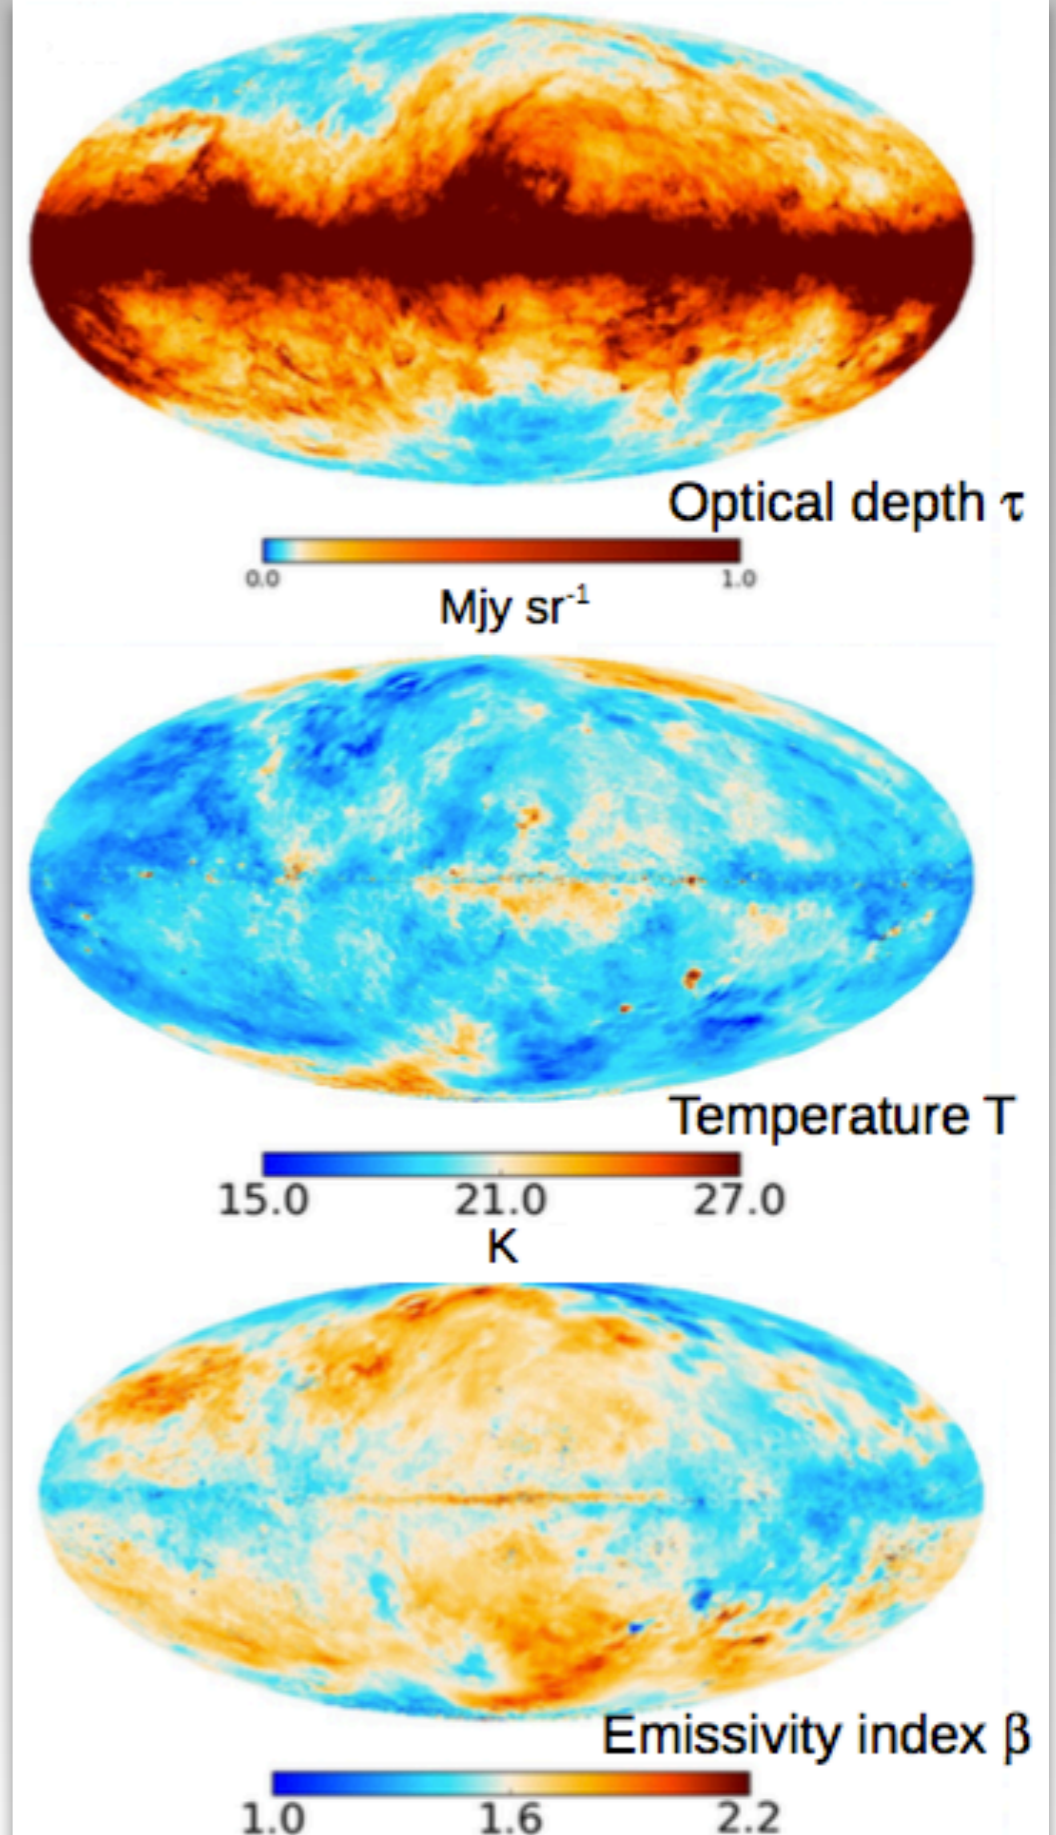 Optical depth τ
0.0 1.0
Mjy sr⁻¹
Temperature T
15.0 21.0 27.0
K
Emissivity index β
1.0 1.6 2.2